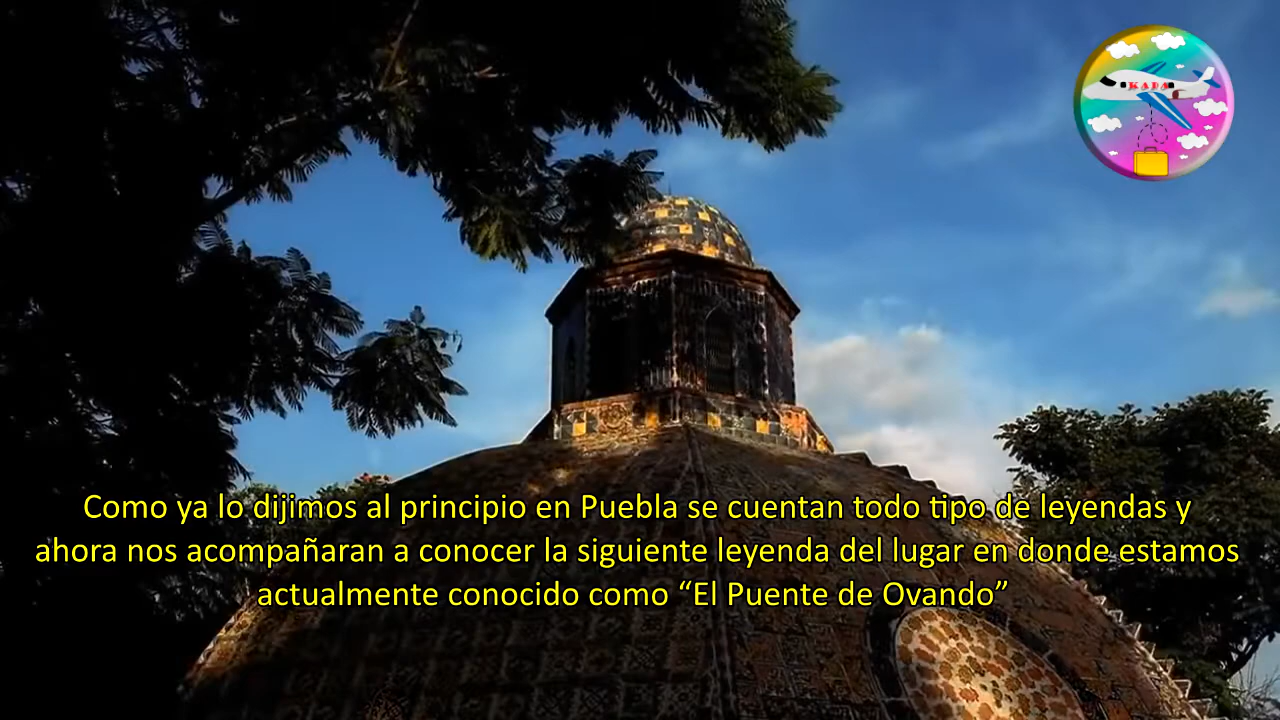 KADA
Como ya lo dijimos al principio en Puebla se cuentan todo tipo de leyendas y
ahora nos acompañaran a conocer la siguiente leyenda del lugar en donde estamos
actualmente conocido como “El Puente de Ovando”